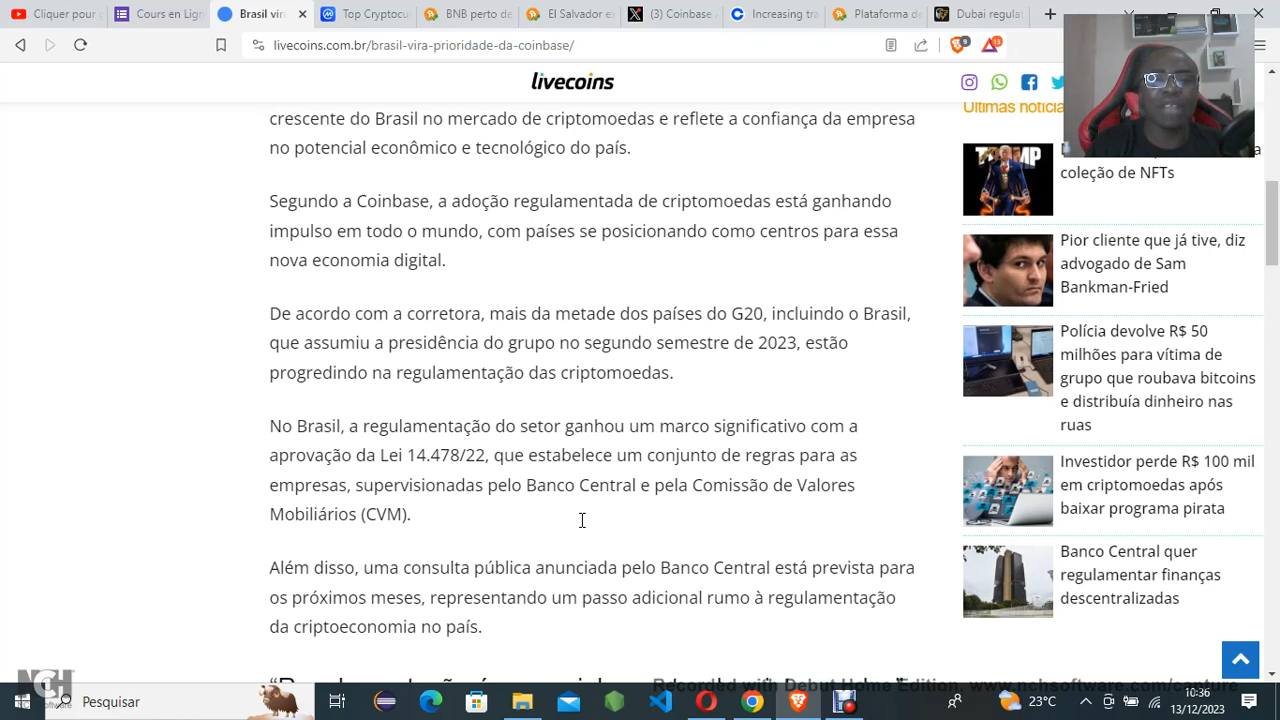 Cliquer pour
Cours en Ligr
Brasil vire
Top Cryptocu
BNB perto
El Salvador e
(3) Coinbase
Increasing tra
Plataforma de
Dubai regulat
livecoins.com.br/brasil-vira-prioridade-da-coinbase/
9
13
livecoins
crescente do Brasil no mercado de criptomoedas e reflete a confiança da empresa
no potencial econômico e tecnológico do país.
Segundo a Coinbase, a adoção regulamentada de criptomoedas está ganhando
impulso em todo o mundo, com países se posicionando como centros para essa
nova economia digital.
De acordo com a corretora, mais da metade dos países do G20, incluindo o Brasil,
que assumiu a presidência do grupo no segundo semestre de 2023, estão
progredindo na regulamentação das criptomoedas.
No Brasil, a regulamentação do setor ganhou um marco significativo com a
aprovação da Lei 14.478/22, que estabelece um conjunto de regras para as
empresas, supervisionadas pelo Banco Central e pela Comissão de Valores
Mobiliários (CVM).
Além disso, uma consulta pública anunciada pelo Banco Central está prevista para
os próximos meses, representando um passo adicional rumo à regulamentação
da criptoeconomia no país.
Últimas notícia
TRUMP
coleção de NFTs
Pior cliente que já tive, diz
advogado de Sam
Bankman-Fried
Polícia devolve R$ 50
milhões para vítima de
grupo que roubava bitcoins
e distribuía dinheiro nas
ruas
Investidor perde R$ 100 mil
em criptomoedas após
baixar programa pirata
Banco Central quer
regulamentar finanças
descentralizadas
NCH
Recorded with Debut Home Edition. www.nchsoftware.com/capture
Pesquisar
23°C
10:36
13/12/2023